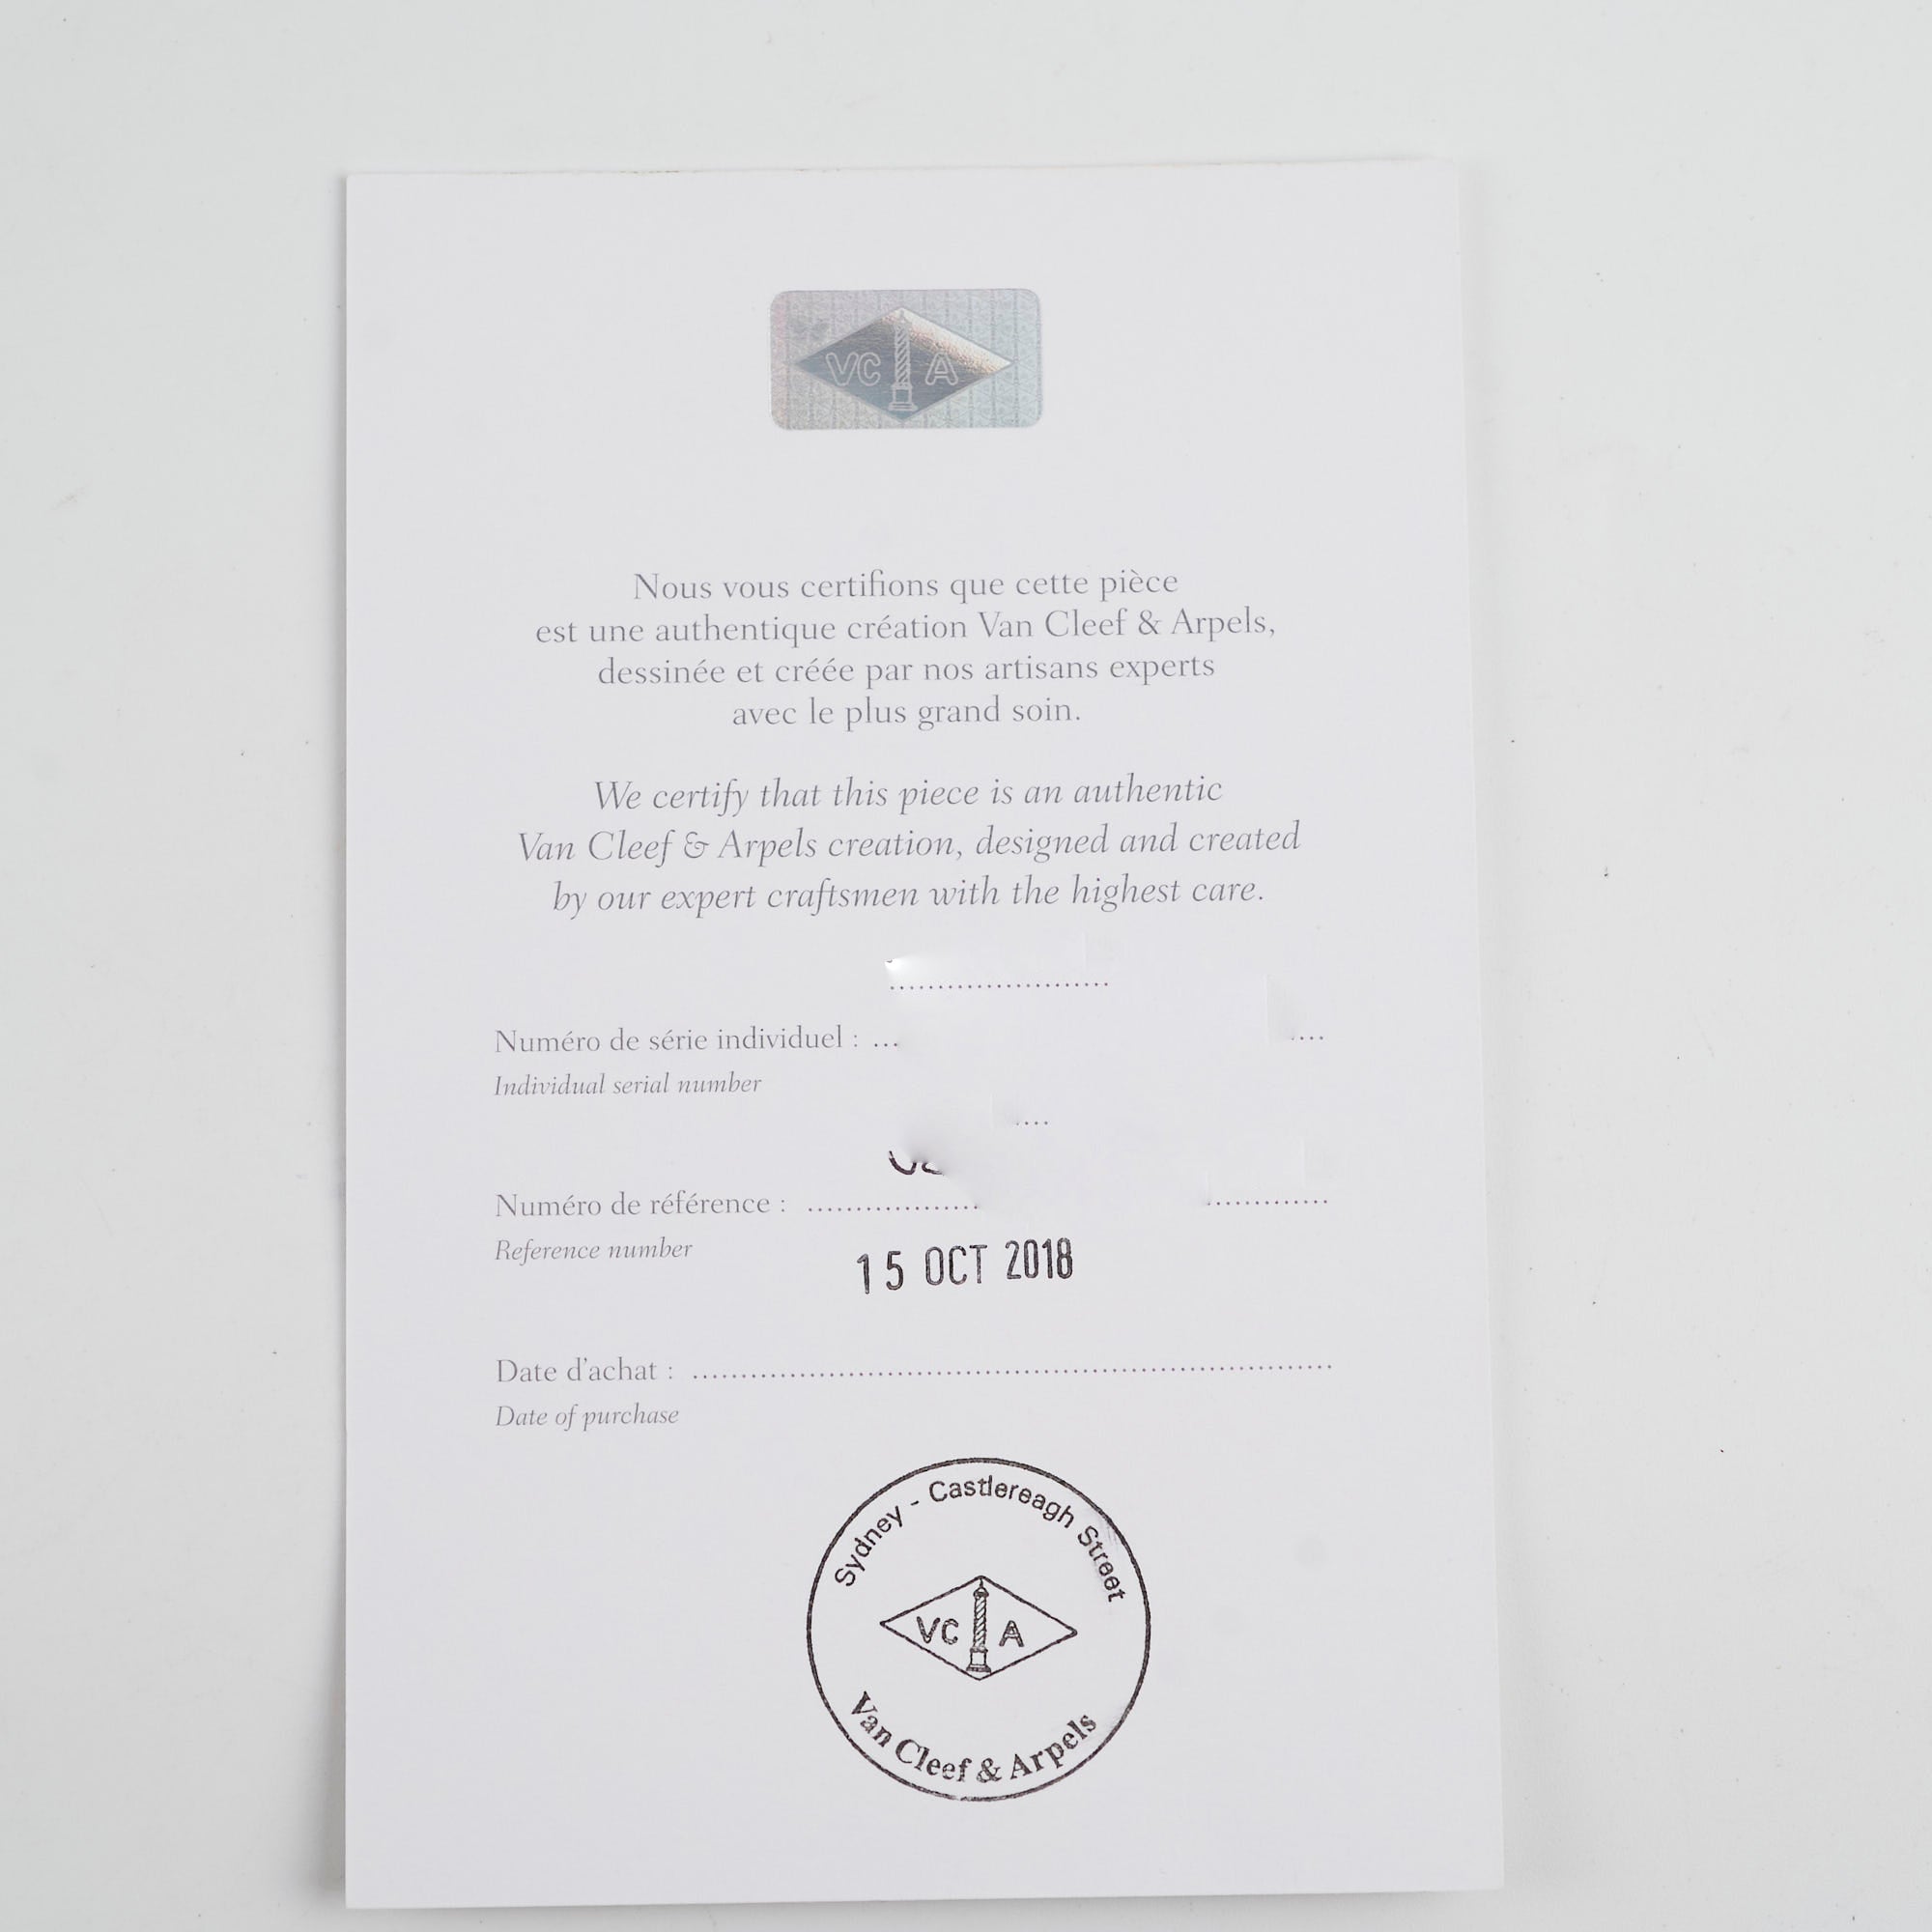 VC A
Nous vous certifions que cette pièce
est une authentique création Van Cleef & Arpels,
dessinée et créée par nos artisans experts
avec le plus grand soin.
We certify that this piece is an authentic
Van Cleef & Arpels creation, designed and created
by our expert craftsmen with the highest care.
Numéro de série individuel :
Individual serial number
Numéro de référence :
Reference number
15 OCT 2018
Date d'achat :
Date of purchase
Sydney - Castlereagh Street
VC A
Van Cleef & Arpels